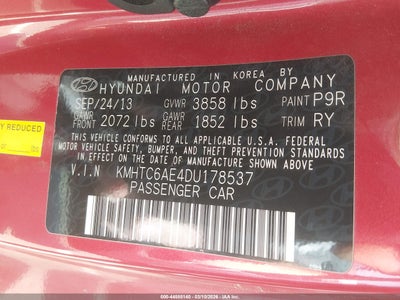 MANUFACTURED IN KOREA BY
HYUNDAI MOTOR COMPANY
SEP/24/13 GVWR 3858 lbs PAINT P9R
GAWR FRONT 2072 lbs GAWR REAR 1852 lbs TRIM RY
THIS VEHICLE CONFORMS TO ALL APPLICABLE U.S.A.
FEDERAL MOTOR VEHICLE SAFETY, BUMPER, AND THEFT
PREVENTION STANDARDS IN EFFECT ON THE DATE OF
MANUFACTURE SHOWN ABOVE.
V.I.N KMHTC6AE4DU178537
PASSENGER CAR
Y REDUCED